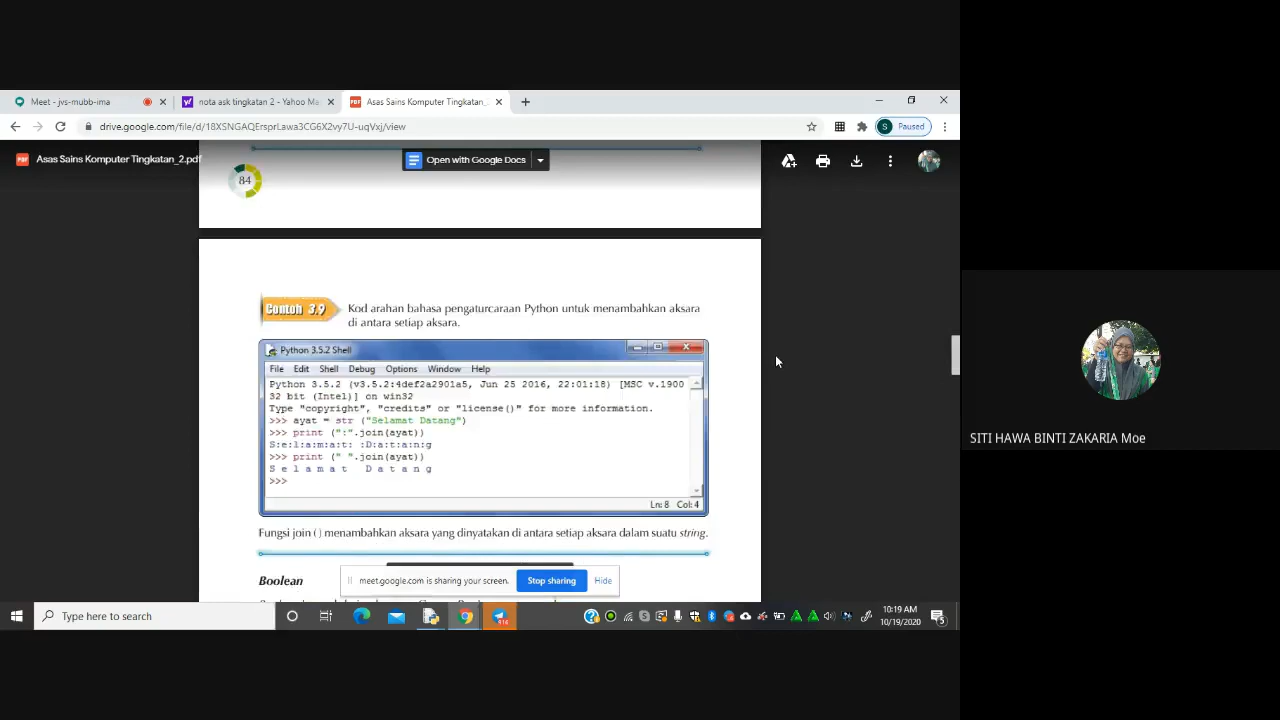 Meet - jvs-mubb-ima
nota ask tingkatan 2 - Yahoo Ma
Asas Sains Komputer Tingkatan_
drive.google.com/file/d/18XSNGAQErsprLawa3CG6X2vy7U-uqVxj/view
S Paused
PDF Asas Sains Komputer Tingkatan_2.pdf
Open with Google Docs
84
Contoh 3.9
Kod arahan bahasa pengaturcaraan Python untuk menambahkan aksara
di antara setiap aksara.
Python 3.5.2 Shell
File Edit Shell Debug Options Window Help
Python 3.5.2 (v3.5.2:4def2a2901a5, Jun 25 2016, 22:01:18) [MSC v.1900
32 bit (Intel)] on win32
Type "copyright", "credits" or "license()" for more information.
>>> ayat = str ("Selamat Datang")
>>> print (":".join(ayat))
S:e:l:a:m:a:t: :D:a:t:a:n:g
>>> print (" ".join(ayat))
S e l a m a t   D a t a n g
>>>
Ln: 8 Col: 4
Fungsi join ( ) menambahkan aksara yang dinyatakan di antara setiap aksara dalam suatu string.
Boolean
meet.google.com is sharing your screen.
Stop sharing
Hide
Type here to search
10:19 AM
10/19/2020
5
SITI HAWA BINTI ZAKARIA Moe